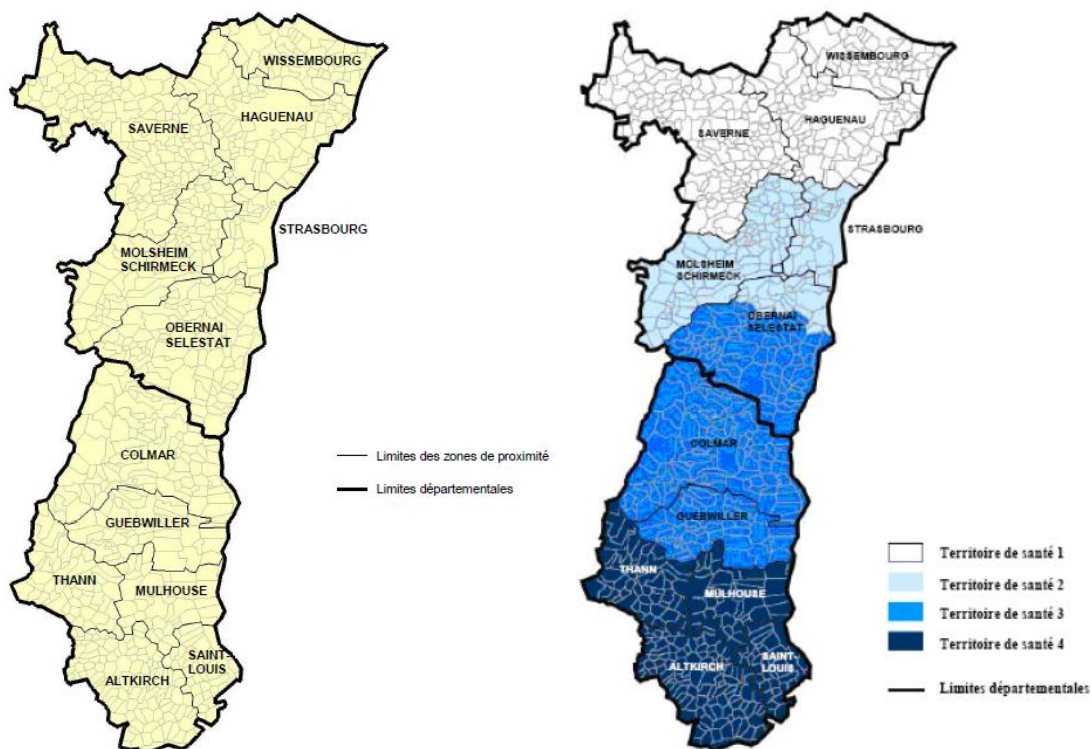 WISSEMBOURG
HAGUENAU
SAVERNE
STRASBOURG
MOLSHEIM
SCHIRMECK
OBERNAI
SELESTAT
COLMAR
GUEBWILLER
THANN
MULHOUSE
SAINT-
LOUIS
ALTKIRCH
Limites des zones de proximité
Limites départementales
WISSEMBOURG
HAGUENAU
SAVERNE
STRASBOURG
MOLSHEIM
SCHIRMECK
OBERNAI
SELESTAT
COLMAR
GUEBWILLER
THANN
MULHOUSE
SAINT-
LOUIS
ALTKIRCH
Territoire de santé 1
Territoire de santé 2
Territoire de santé 3
Territoire de santé 4
Limites départementales